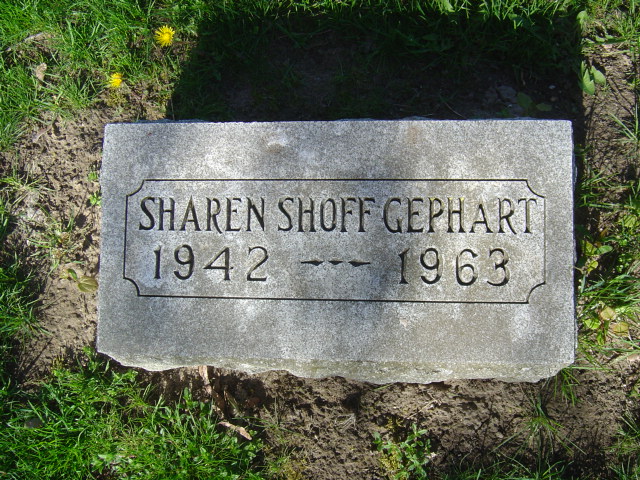 SHAREN SHOFF GEPHART
1942 --- 1963